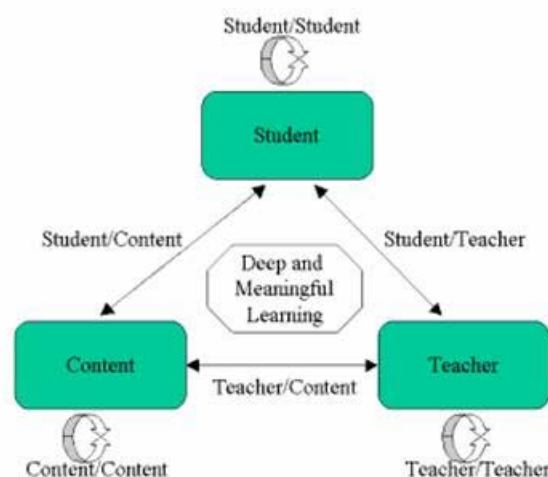 Student/Student
Student
Student/Content
Student/Teacher
Deep and
Meaningful
Learning
Content
Teacher/Content
Teacher
Content/Content
Teacher/Teacher